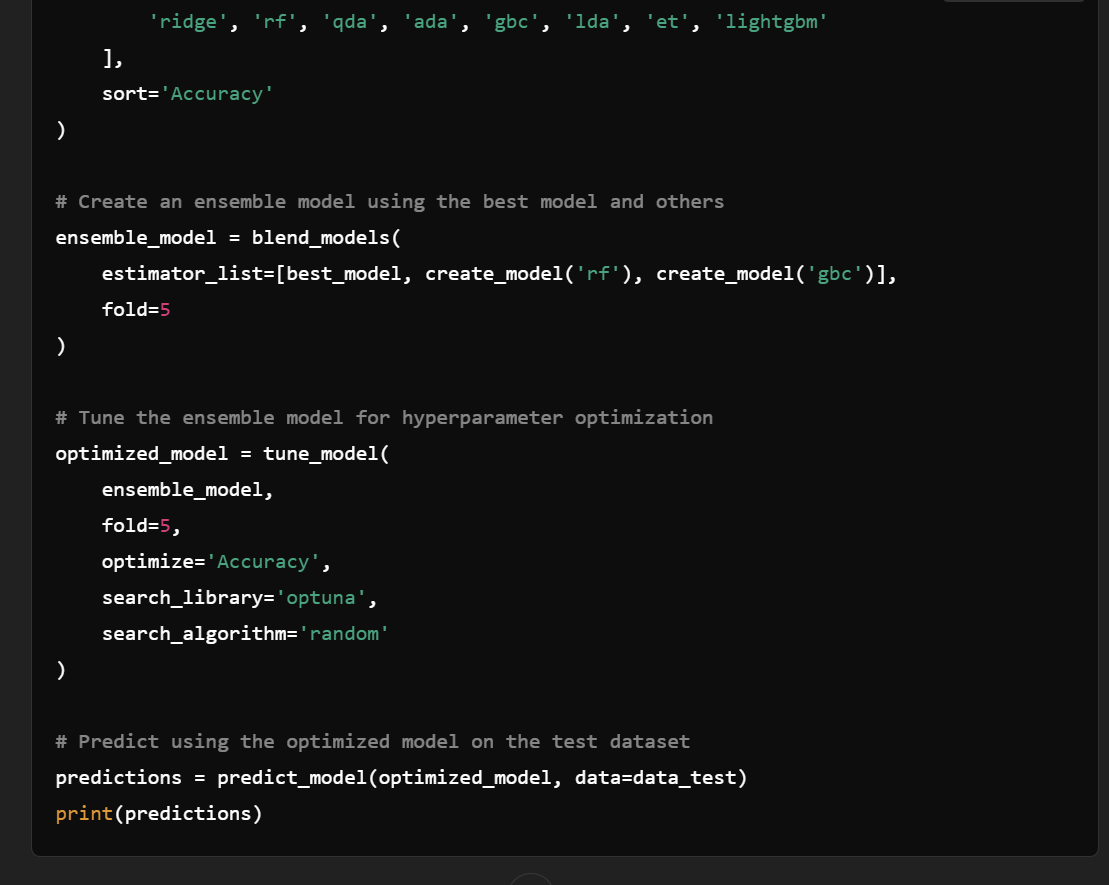 'ridge', 'rf', 'qda', 'ada', 'gbc', 'lda', 'et', 'lightgbm'
],
sort='Accuracy'
)
# Create an ensemble model using the best model and others
ensemble_model = blend_models(
estimator_list=[best_model, create_model('rf'), create_model('gbc')],
fold=5
)
# Tune the ensemble model for hyperparameter optimization
optimized_model = tune_model(
ensemble_model,
fold=5,
optimize='Accuracy',
search_library='optuna',
search_algorithm='random'
)
# Predict using the optimized model on the test dataset
predictions = predict_model(optimized_model, data=data_test)
print(predictions)